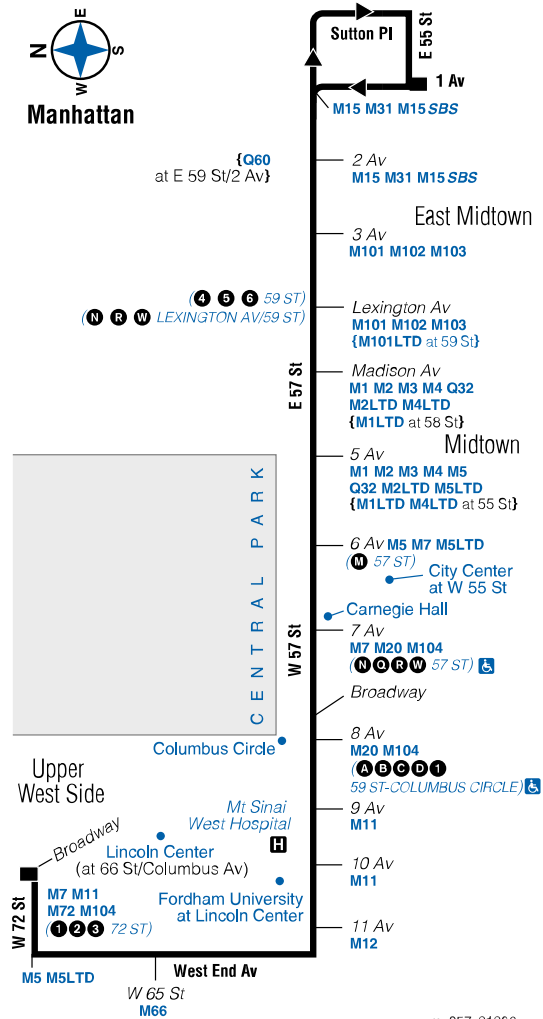 E
N
S
W
Manhattan
Sutton Pl
E 55 St
1 Av
M15 M31 M15 SBS
{Q60
at E 59 St/2 Av}
2 Av
M15 M31 M15 SBS
East Midtown
3 Av
M101 M102 M103
(4 5 6 59 ST)
(N R W LEXINGTON AV/59 ST)
Lexington Av
M101 M102 M103
{M101LTD at 59 St}
E 57 St
Madison Av
M1 M2 M3 M4 Q32
M2LTD M4LTD
{M1LTD at 58 St}
Midtown
5 Av
M1 M2 M3 M4 M5
Q32 M2LTD M5LTD
{M1LTD M4LTD at 55 St}
CENTRAL PARK
6 Av M5 M7 M5LTD
(M 57 ST)
City Center
at W 55 St
Carnegie Hall
W 57 St
7 Av
M7 M20 M104
(N Q R W 57 ST)
Broadway
Columbus Circle
8 Av
M20 M104
(A B C D 1
59 ST-COLUMBUS CIRCLE)
Upper
West Side
Mt Sinai
West Hospital
H
9 Av
M11
Broadway
Lincoln Center
(at 66 St/Columbus Av)
10 Av
M11
Fordham University
at Lincoln Center
W 72 St
M7 M11
M72 M104
(1 2 3 72 ST)
11 Av
M12
West End Av
M5 M5LTD
W 65 St
M66